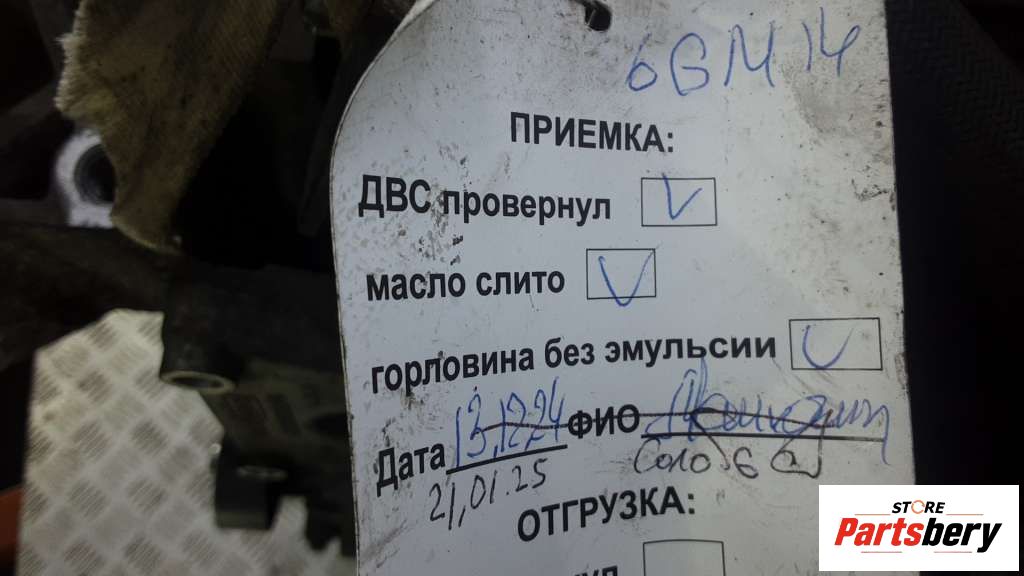 6GM14
ПРИЕМКА:
ДВС провернул
масло слито
горловина без эмульсии
Дата 13.12.24 ФИО
21.01.25
ОТГРУЗКА:
STORE
Partsbery